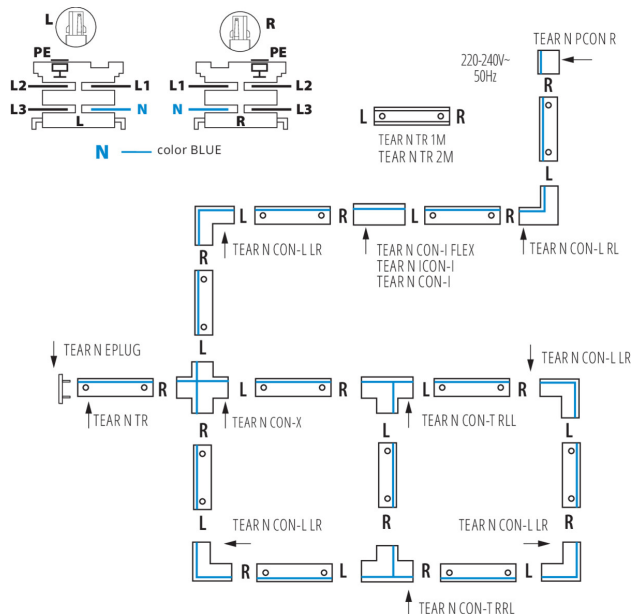 L
R
PE
PE
L2
L1
L1
L2
L3
N
N
L3
L
R
N
color BLUE
TEAR N PCON R
220-240V~
50Hz
R
L
R
TEAR N TR 1M
TEAR N TR 2M
L
L
R
L
R
TEAR N CON-L LR
TEAR N CON-I FLEX
TEAR N ICON-I
TEAR N CON-I
TEAR N CON-L RL
R
L
TEAR N EPLUG
TEAR N CON-L LR
R
L
R
L
R
TEAR N TR
TEAR N CON-X
TEAR N CON-T RLL
R
L
L
L
R
R
TEAR N CON-L LR
TEAR N CON-L LR
R
L
R
L
TEAR N CON-T RRL